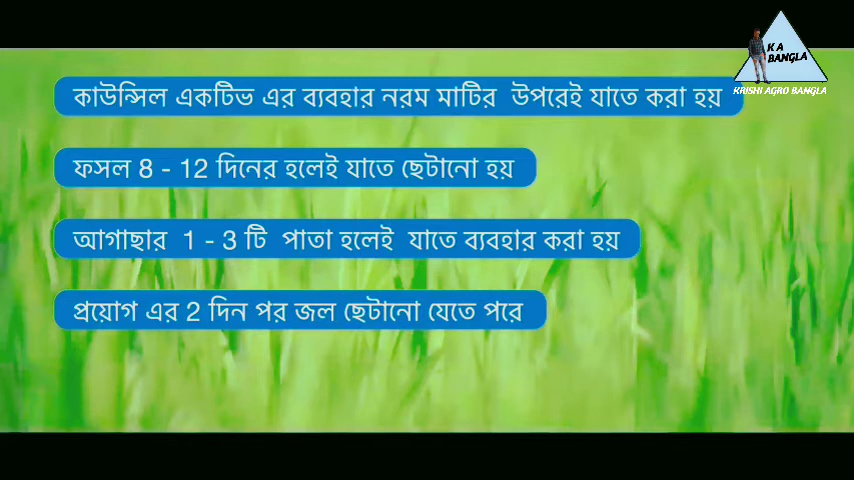 K A
BANGLA
KRISHI AGRO BANGLA
কাউন্সিল একটিভ এর ব্যবহার নরম মাটির উপরেই যাতে করা হয়
ফসল 8 - 12 দিনের হলেই যাতে ছেটানো হয়
আগাছার 1 - 3 টি পাতা হলেই যাতে ব্যবহার করা হয়
প্রয়োগ এর 2 দিন পর জল ছেটানো যেতে পরে